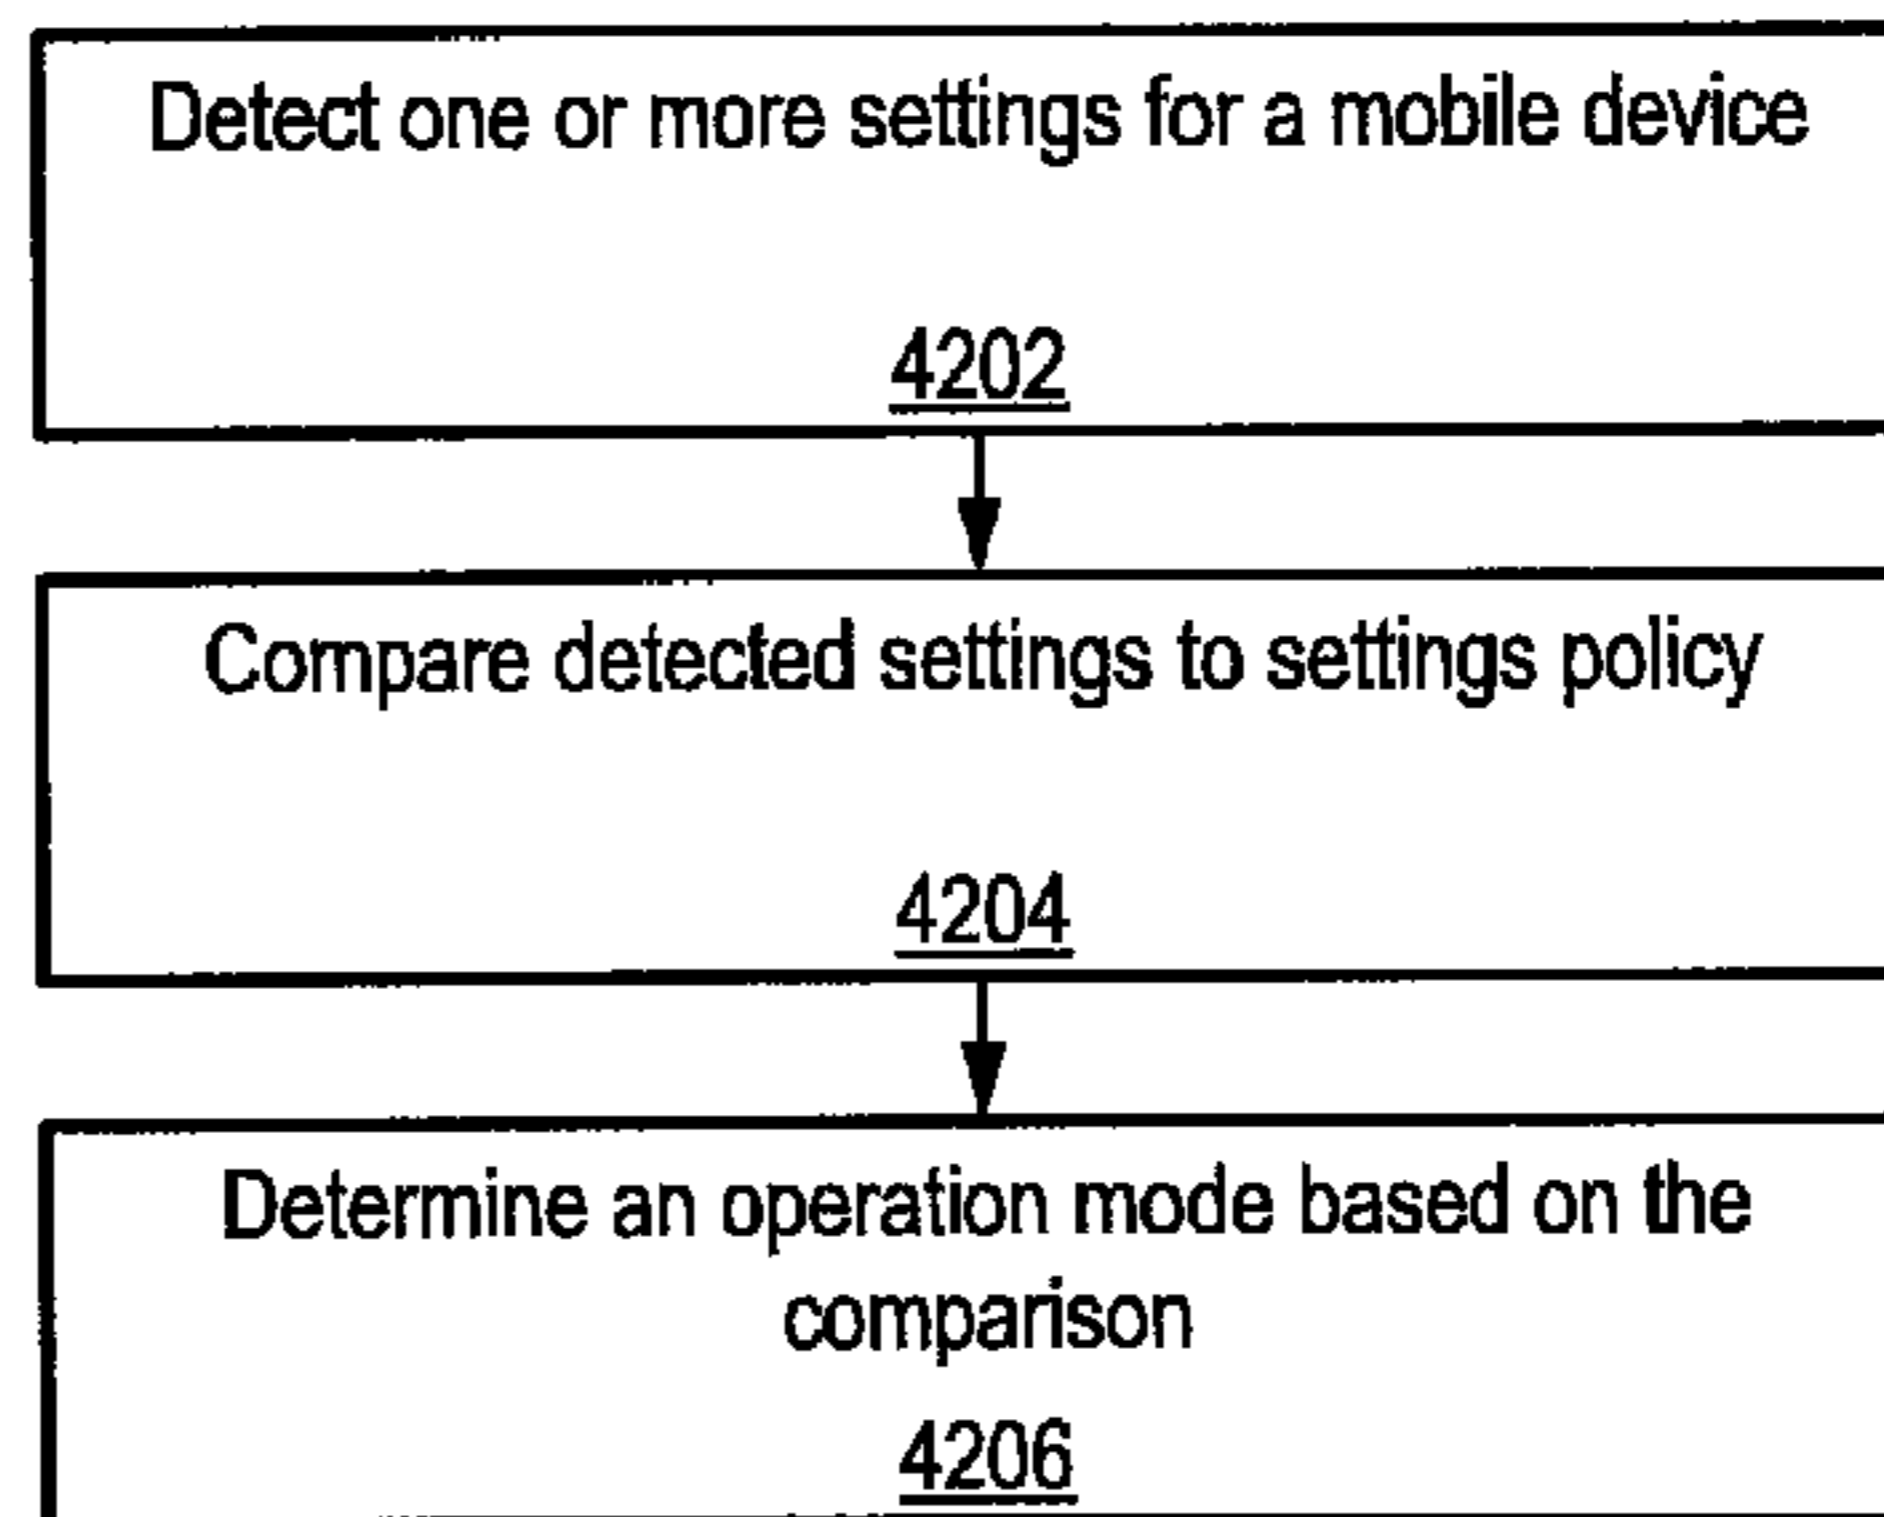 Detect one or more settings for a mobile device
4202
Compare detected settings to settings policy
4204
Determine an operation mode based on the
comparison
4206